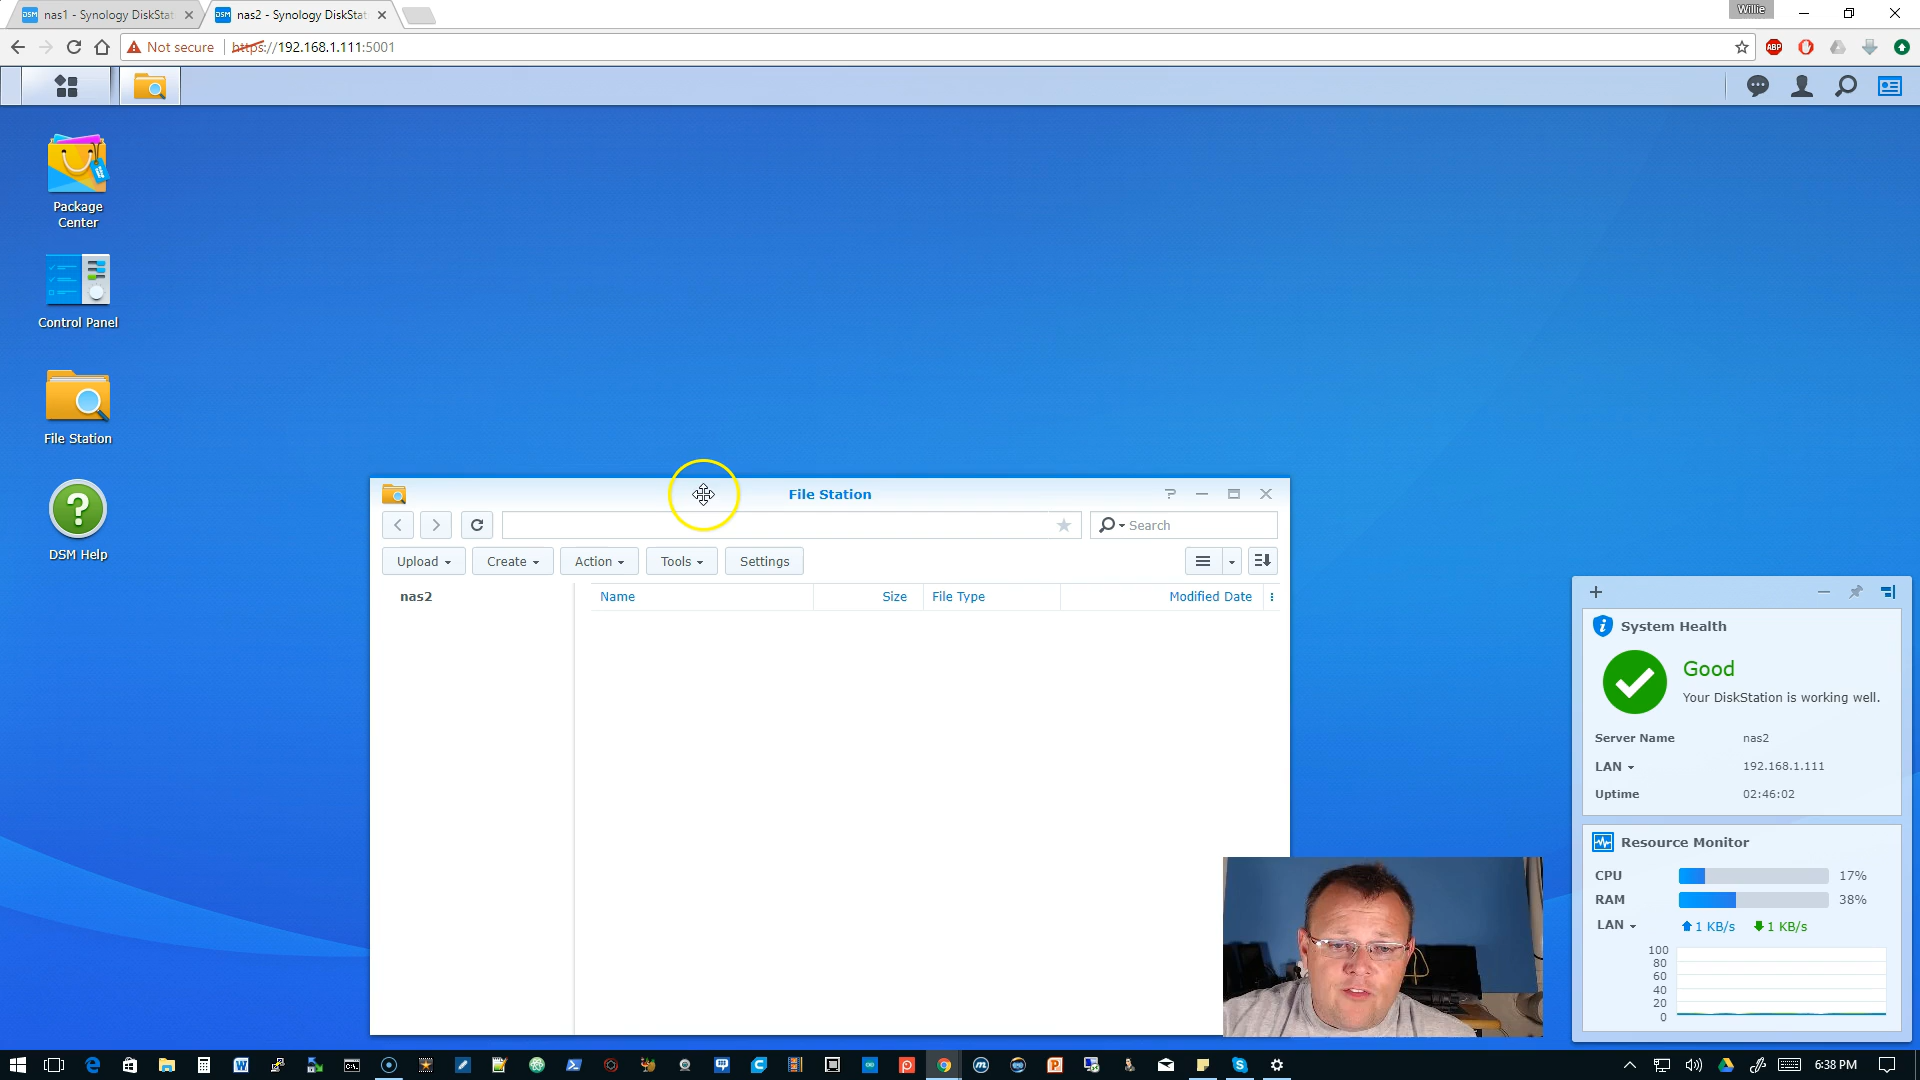 nas1 - Synology DiskStat
nas2 - Synology DiskStat
Willie
Not secure
https://192.168.1.111:5001
ABP
Package
Center
Control Panel
File Station
DSM Help
File Station
Search
Upload
Create
Action
Tools
Settings
nas2
Name
Size
File Type
Modified Date
System Health
Good
Your DiskStation is working well.
Server Name
nas2
LAN
192.168.1.111
Uptime
02:46:02
Resource Monitor
CPU
17%
RAM
38%
LAN
1 KB/s
1 KB/s
100
80
60
40
20
0
6:38 PM